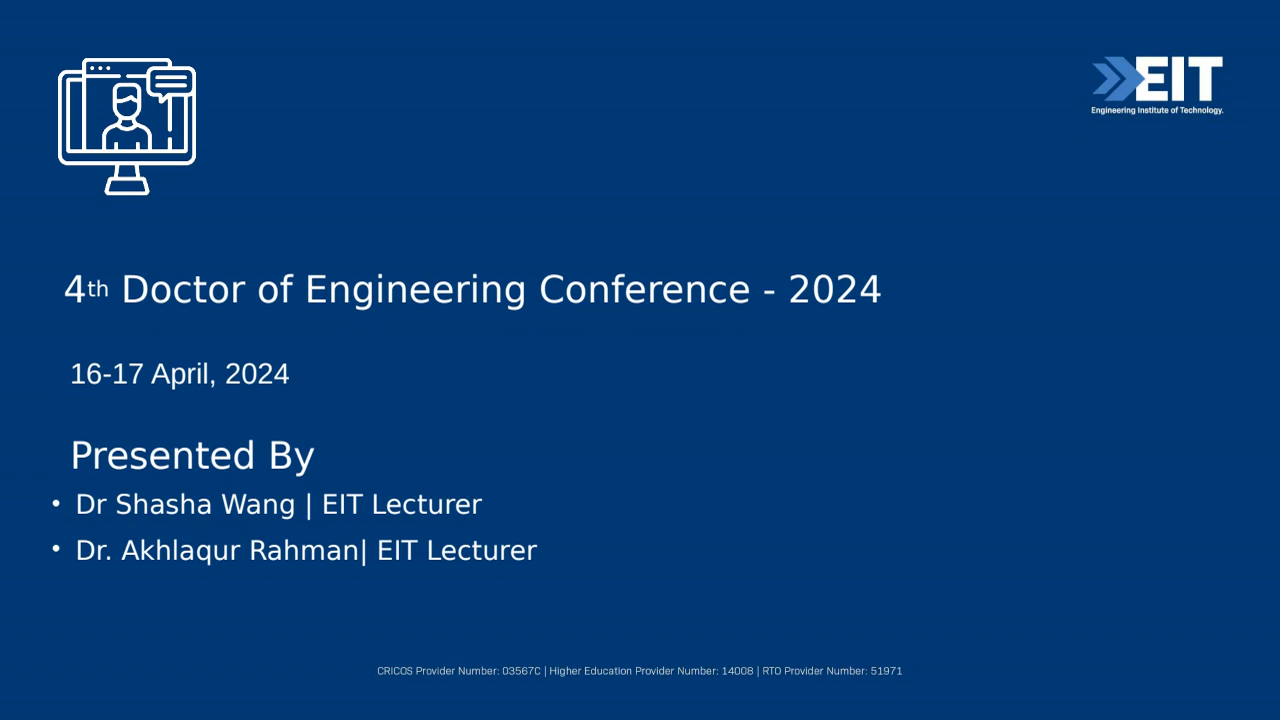 EIT
Engineering Institute of Technology.
4th Doctor of Engineering Conference - 2024
16-17 April, 2024
Presented By
• Dr Shasha Wang | EIT Lecturer
• Dr. Akhlaqur Rahman| EIT Lecturer
CRICOS Provider Number: 03567C | Higher Education Provider Number: 14008 | RTO Provider Number: 51971